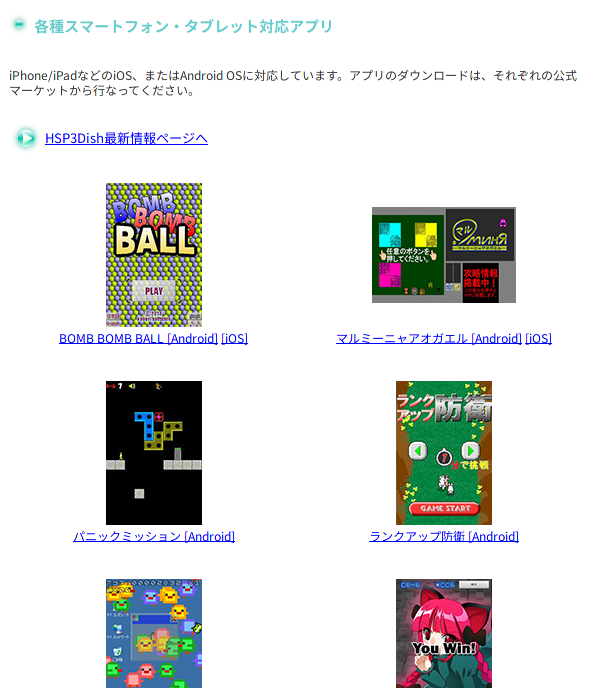 各種スマートフォン・タブレット対応アプリ
iPhone/iPadなどのiOS、またはAndroid OSに対応しています。アプリのダウンロードは、それぞれの公式
マーケットから行なってください。
HSP3Dish最新情報ページへ
BOMB
BOMB
BALL
PLAY
任意のボタンを
押してください。
マル
攻略情報
掲載中!
BOMB BOMB BALL [Android] [iOS]
マルミーニャアオガエル [Android] [iOS]
7
ランク
アップ
防衛
で挑戦
GAME START
パニックミッション [Android]
ランクアップ防衛 [Android]
You Win!